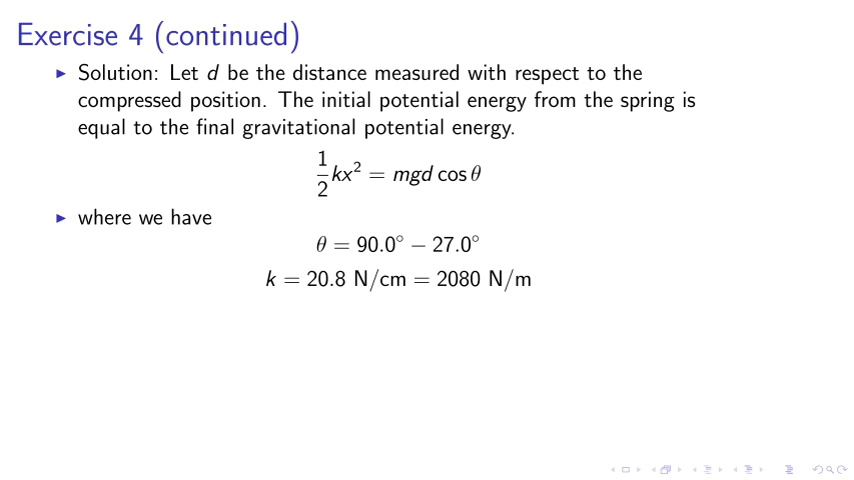 Exercise 4 (continued)
▶ Solution: Let d be the distance measured with respect to the
compressed position. The initial potential energy from the spring is
equal to the final gravitational potential energy.
1/2 kx² = mgd cos θ
▶ where we have
θ = 90.0° − 27.0°
k = 20.8 N/cm = 2080 N/m